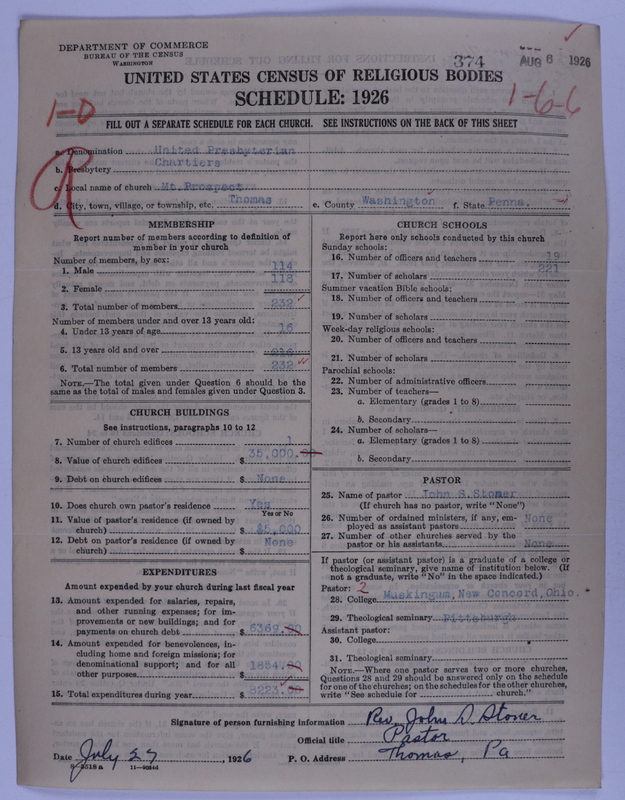 DEPARTMENT OF COMMERCE
BUREAU OF THE CENSUS
WASHINGTON
374
AUG 6 1926
UNITED STATES CENSUS OF RELIGIOUS BODIES
SCHEDULE: 1926
1-D
1-6-6
FILL OUT A SEPARATE SCHEDULE FOR EACH CHURCH. SEE INSTRUCTIONS ON THE BACK OF THIS SHEET
R
a. Denomination United Presbyterian
b. Presbytery Chartiers
c. Local name of church Mt. Prospect
d. City, town, village, or township, etc. Thomas e. County Washington f. State Penna.
MEMBERSHIP
Report number of members according to definition of
member in your church
Number of members, by sex:
1. Male 114
2. Female 118
3. Total number of members 232
Number of members under and over 13 years old:
4. Under 13 years of age 16
5. 13 years old and over 216
6. Total number of members 232
NOTE.—The total given under Question 6 should be the
same as the total of males and females given under Question 3.
CHURCH BUILDINGS
See instructions, paragraphs 10 to 12
7. Number of church edifices 1
8. Value of church edifices $ 35,000.00
9. Debt on church edifices $ None
10. Does church own pastor's residence Yes
Yes or No
11. Value of pastor's residence (if owned by
church) $ $5,000
12. Debt on pastor's residence (if owned by
church) $ None
EXPENDITURES
Amount expended by your church during last fiscal year
13. Amount expended for salaries, repairs,
and other running expenses; for im-
provements or new buildings; and for
payments on church debt $ 6369.00
14. Amount expended for benevolences, in-
cluding home and foreign missions; for
denominational support; and for all
other purposes $ 1854.00
15. Total expenditures during year $ 8223.00
CHURCH SCHOOLS
Report here only schools conducted by this church
Sunday schools:
16. Number of officers and teachers 19
17. Number of scholars 221
Summer vacation Bible schools:
18. Number of officers and teachers
19. Number of scholars
Week-day religious schools:
20. Number of officers and teachers
21. Number of scholars
Parochial schools:
22. Number of administrative officers
23. Number of teachers—
a. Elementary (grades 1 to 8)
b. Secondary
24. Number of scholars—
a. Elementary (grades 1 to 8)
b. Secondary
PASTOR
25. Name of pastor John S. Stoner
(If church has no pastor, write "None")
26. Number of ordained ministers, if any, em-
ployed as assistant pastors None
27. Number of other churches served by the
pastor or his assistants None
If pastor (or assistant pastor) is a graduate of a college or
theological seminary, give name of institution below. (If
not a graduate, write "No" in the space indicated.)
Pastor: 2
28. College Muskingum, New Concord, Ohio.
29. Theological seminary Pittsburgh
Assistant pastor:
30. College
31. Theological seminary
NOTE.—Where one pastor serves two or more churches,
Questions 28 and 29 should be answered only on the schedule
for one of the churches; on the schedules for the other churches,
write "See schedule for church."
Signature of person furnishing information Rev. John D. Stoner
Official title Pastor
Date July 27, 1926 P. O. Address Thomas, Pa
8-5518 a